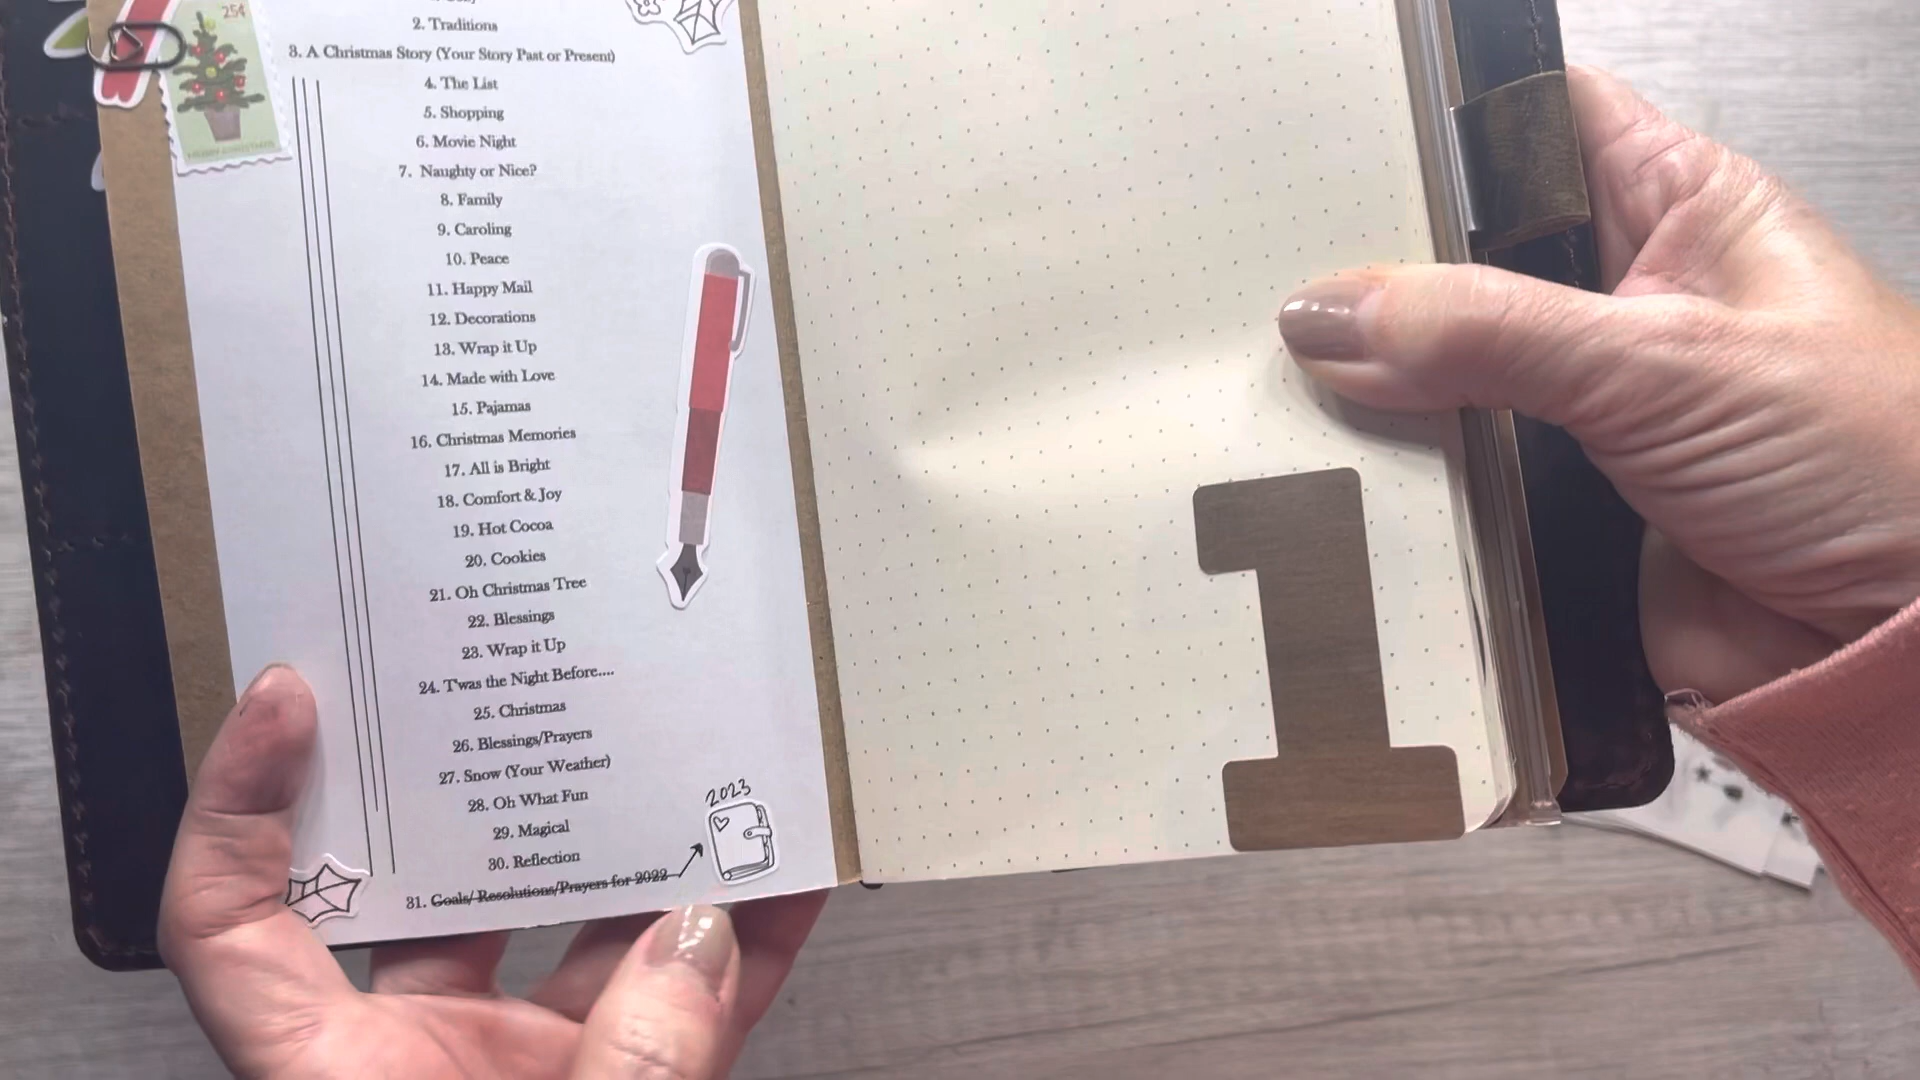 25¢
2. Traditions
3. A Christmas Story (Your Story Past or Present)
4. The List
5. Shopping
6. Movie Night
7. Naughty or Nice?
8. Family
9. Caroling
10. Peace
11. Happy Mail
12. Decorations
13. Wrap it Up
14. Made with Love
15. Pajamas
16. Christmas Memories
17. All is Bright
18. Comfort & Joy
19. Hot Cocoa
20. Cookies
21. Oh Christmas Tree
22. Blessings
23. Wrap it Up
24. T'was the Night Before....
25. Christmas
26. Blessings/Prayers
27. Snow (Your Weather)
28. Oh What Fun
29. Magical
30. Reflection
31. Goals/ Resolutions/Prayers for 2022
2023
1